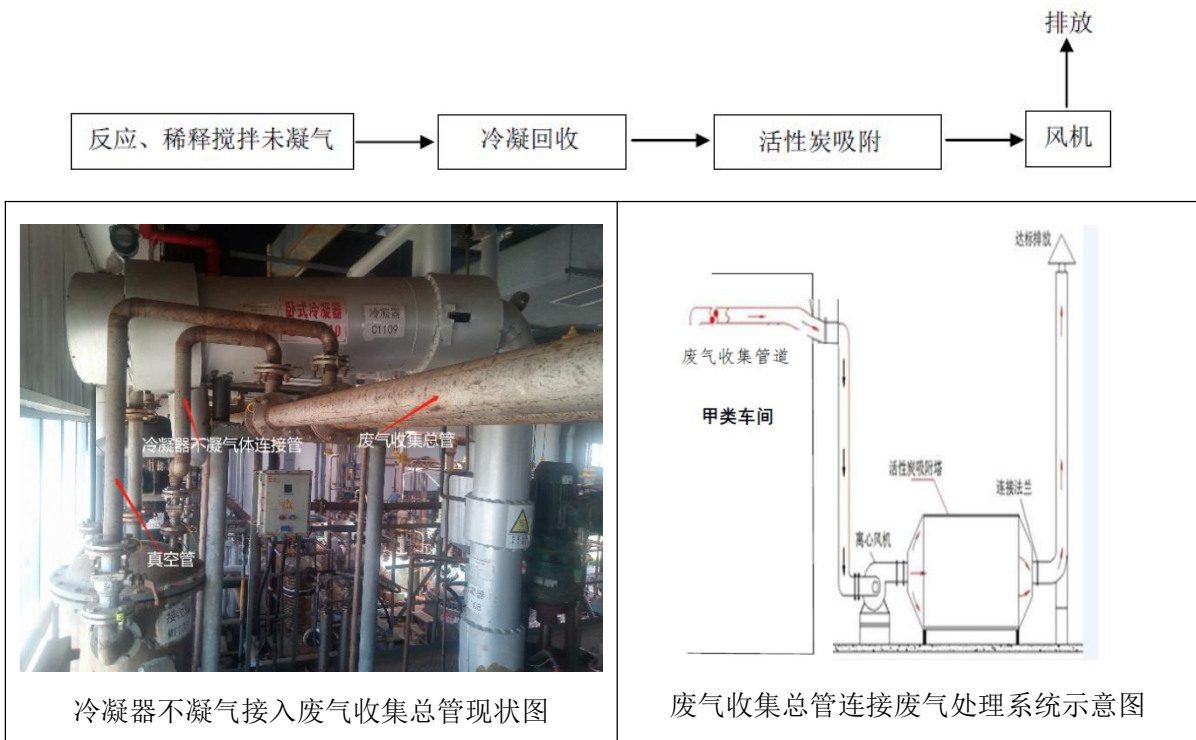 排放
反应、稀释搅拌未凝气
冷凝回收
活性炭吸附
风机
卧式冷凝器
冷凝器
C1109
冷凝器不凝气体连接管
废气收集总管
真空管
冷凝器不凝气接入废气收集总管现状图
达标排放
废气收集管道
甲类车间
活性炭吸附塔
连接法兰
离心风机
废气收集总管连接废气处理系统示意图